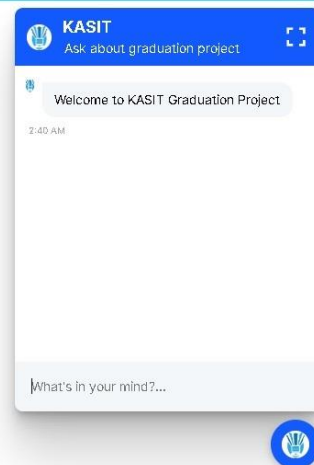 KASIT
Ask about graduation project
Welcome to KASIT Graduation Project
2:40 AM
What's in your mind?...